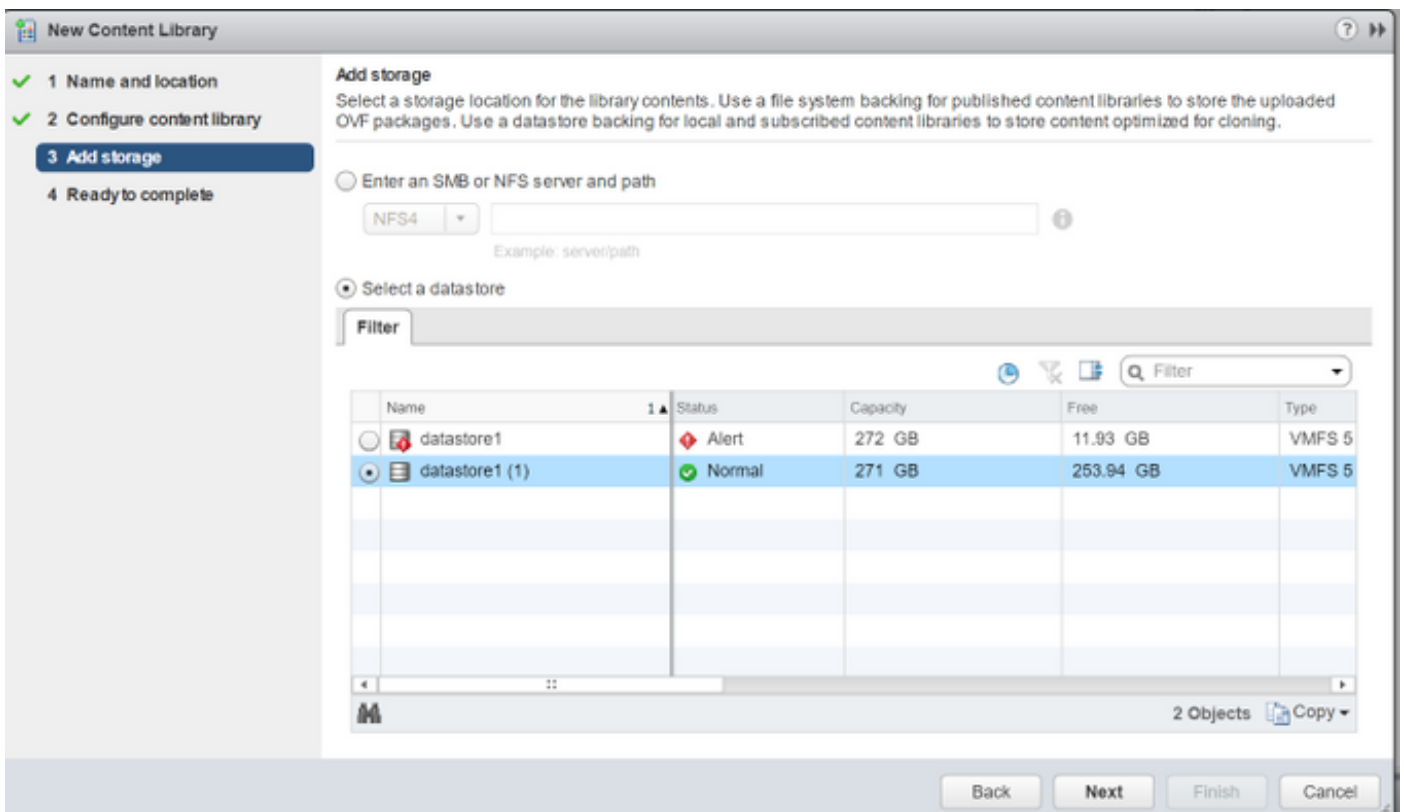 New Content Library
1 Name and location
2 Configure content library
3 Add storage
4 Ready to complete
Add storage
Select a storage location for the library contents. Use a file system backing for published content libraries to store the uploaded
OVF packages. Use a datastore backing for local and subscribed content libraries to store content optimized for cloning.
Enter an SMB or NFS server and path
NFS4
Example: server/path
Select a datastore
Filter
Filter
Name 1 Status Capacity Free Type
datastore1 Alert 272 GB 11.93 GB VMFS 5
datastore1 (1) Normal 271 GB 253.94 GB VMFS 5
2 Objects Copy
Back Next Finish Cancel